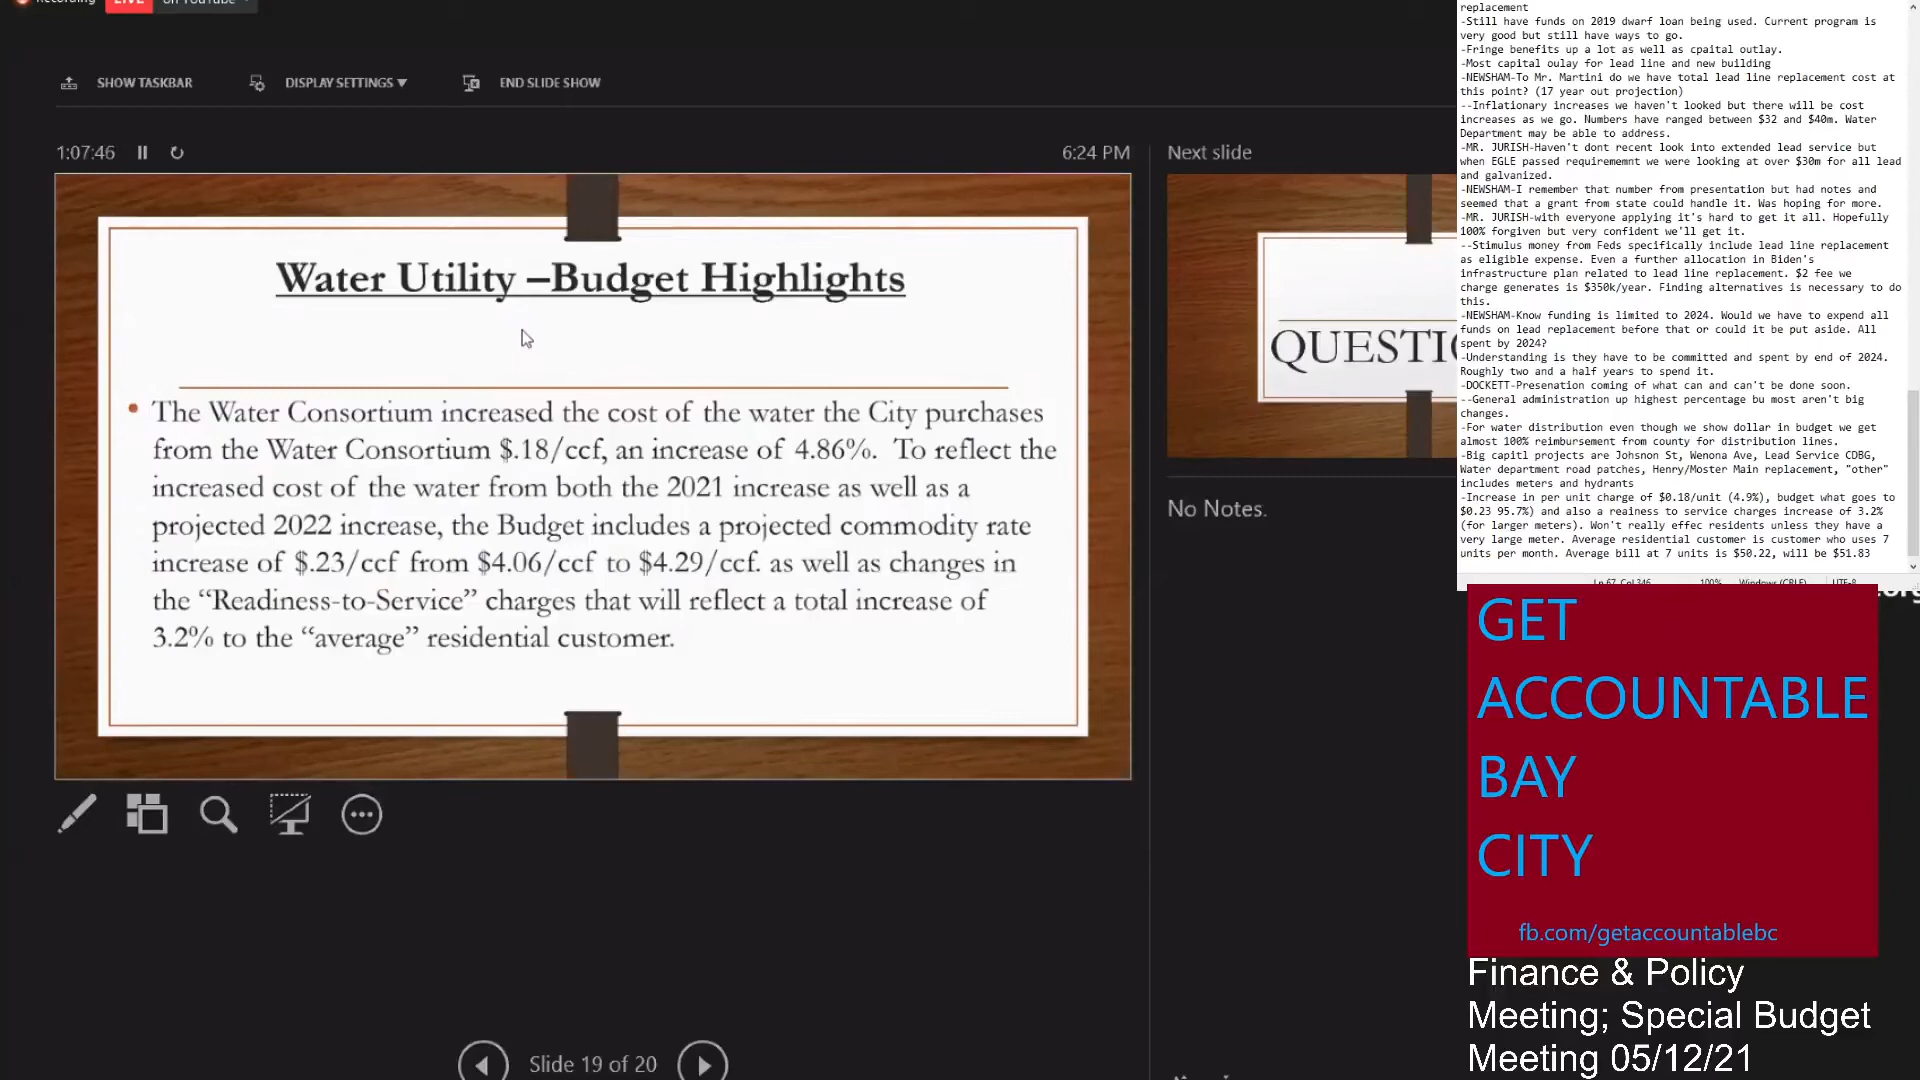 Recording
LIVE
on YouTube
SHOW TASKBAR
DISPLAY SETTINGS
END SLIDE SHOW
1:07:46
6:24 PM
Water Utility –Budget Highlights
• The Water Consortium increased the cost of the water the City purchases
from the Water Consortium $.18/ccf, an increase of 4.86%. To reflect the
increased cost of the water from both the 2021 increase as well as a
projected 2022 increase, the Budget includes a projected commodity rate
increase of $.23/ccf from $4.06/ccf to $4.29/ccf. as well as changes in
the “Readiness-to-Service” charges that will reflect a total increase of
3.2% to the “average” residential customer.
Slide 19 of 20
Next slide
QUESTI
No Notes.
replacement
-Still have funds on 2019 dwarf loan being used. Current program is
very good but still have ways to go.
-Fringe benefits up a lot as well as cpaital outlay.
-Most capital oulay for lead line and new building
-NEWSHAM-To Mr. Martini do we have total lead line replacement cost at
this point? (17 year out projection)
--Inflationary increases we haven't looked but there will be cost
increases as we go. Numbers have ranged between $32 and $40m. Water
Department may be able to address.
-MR. JURISH-Haven't dont recent look into extended lead service but
when EGLE passed requirememnt we were looking at over $30m for all lead
and galvanized.
-NEWSHAM-I remember that number from presentation but had notes and
seemed that a grant from state could handle it. Was hoping for more.
-MR. JURISH-with everyone applying it's hard to get it all. Hopefully
100% forgiven but very confident we'll get it.
--Stimulus money from Feds specifically include lead line replacement
as eligible expense. Even a further allocation in Biden's
infrastructure plan related to lead line replacement. $2 fee we
charge generates is $350k/year. Finding alternatives is necessary to do
this.
-NEWSHAM-Know funding is limited to 2024. Would we have to expend all
funds on lead replacement before that or could it be put aside. All
spent by 2024?
-Understanding is they have to be committed and spent by end of 2024.
Roughly two and a half years to spend it.
-DOCKETT-Presenation coming of what can and can't be done soon.
--General administration up highest percentage bu most aren't big
changes.
-For water distribution even though we show dollar in budget we get
almost 100% reimbursement from county for distribution lines.
-Big capitl projects are Johsnon St, Wenona Ave, Lead Service CDBG,
Water department road patches, Henry/Moster Main replacement, "other"
includes meters and hydrants
-Increase in per unit charge of $0.18/unit (4.9%), budget what goes to
$0.23 95.7%) and also a reainess to service charges increase of 3.2%
(for larger meters). Won't really effec residents unless they have a
very large meter. Average residential customer is customer who uses 7
units per month. Average bill at 7 units is $50.22, will be $51.83
Ln 67, Col 346
100%
Windows (CRLF)
UTF-8
.org
GET
ACCOUNTABLE
BAY
CITY
fb.com/getaccountablebc
Finance & Policy
Meeting; Special Budget
Meeting 05/12/21